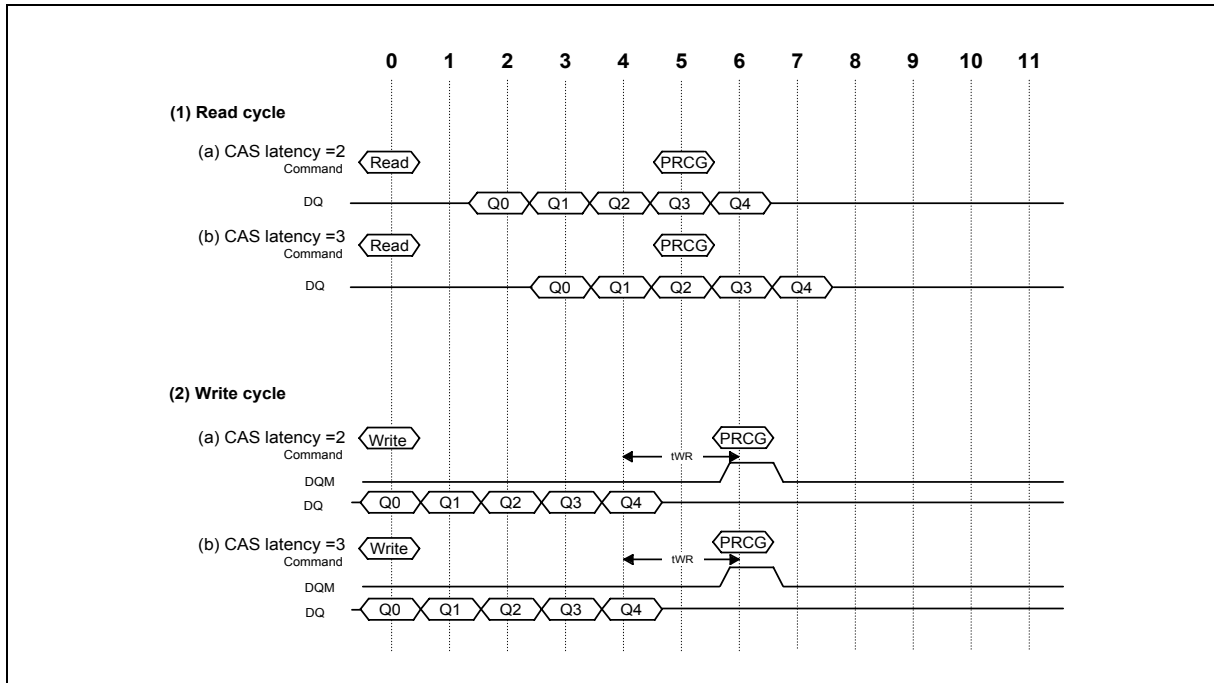 0 1 2 3 4 5 6 7 8 9 10 11
(1) Read cycle
(a) CAS latency =2
Command
Read PRCG
DQ Q0 Q1 Q2 Q3 Q4
(b) CAS latency =3
Command
Read PRCG
DQ Q0 Q1 Q2 Q3 Q4
(2) Write cycle
(a) CAS latency =2
Command
Write PRCG
tWR
DQM
DQ Q0 Q1 Q2 Q3 Q4
(b) CAS latency =3
Command
Write PRCG
tWR
DQM
DQ Q0 Q1 Q2 Q3 Q4